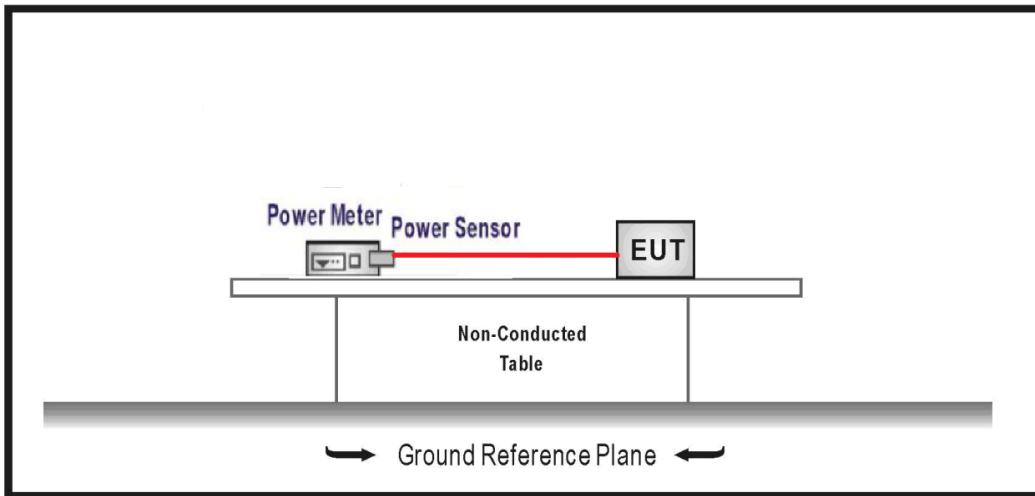 Power Meter
Power Sensor
EUT
Non-Conducted
Table
Ground Reference Plane